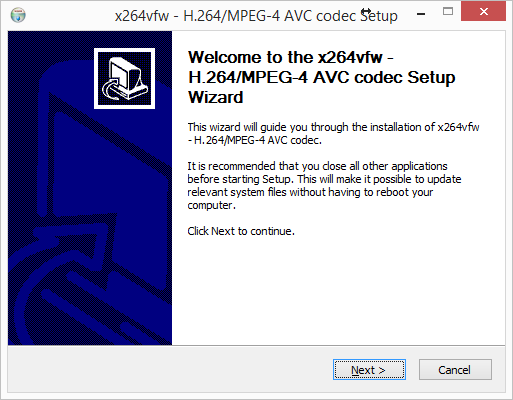 x264vfw - H.264/MPEG-4 AVC codec Setup
Welcome to the x264vfw -
H.264/MPEG-4 AVC codec Setup
Wizard
This wizard will guide you through the installation of x264vfw
- H.264/MPEG-4 AVC codec.
It is recommended that you close all other applications
before starting Setup. This will make it possible to update
relevant system files without having to reboot your
computer.
Click Next to continue.
Next >
Cancel